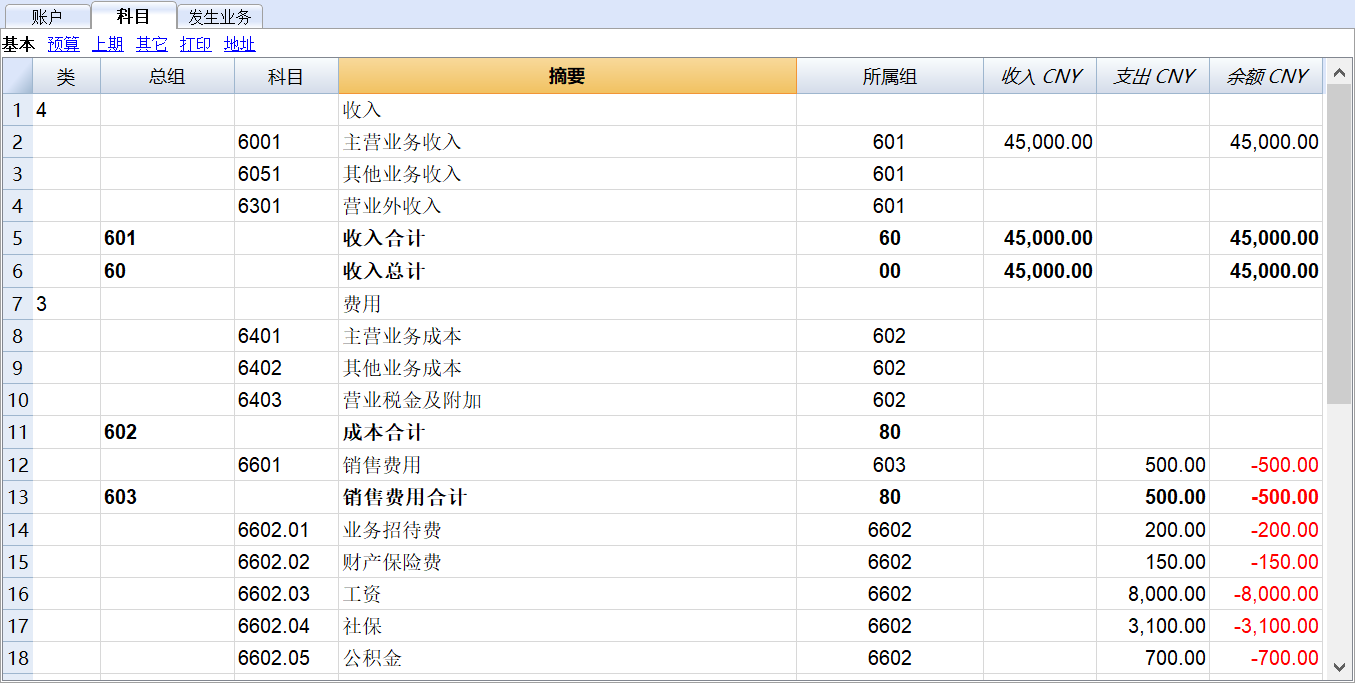 账户 科目 发生业务
基本 预算 上期 其它 打印 地址
类 总组 科目 摘要 所属组 收入 CNY 支出 CNY 余额 CNY
1 4 收入
2 6001 主营业务收入 601 45,000.00 45,000.00
3 6051 其他业务收入 601
4 6301 营业外收入 601
5 601 收入合计 60 45,000.00 45,000.00
6 60 收入总计 00 45,000.00 45,000.00
7 3 费用
8 6401 主营业务成本 602
9 6402 其他业务成本 602
10 6403 营业税金及附加 602
11 602 成本合计 80
12 6601 销售费用 603 500.00 -500.00
13 603 销售费用合计 80 500.00 -500.00
14 6602.01 业务招待费 6602 200.00 -200.00
15 6602.02 财产保险费 6602 150.00 -150.00
16 6602.03 工资 6602 8,000.00 -8,000.00
17 6602.04 社保 6602 3,100.00 -3,100.00
18 6602.05 公积金 6602 700.00 -700.00